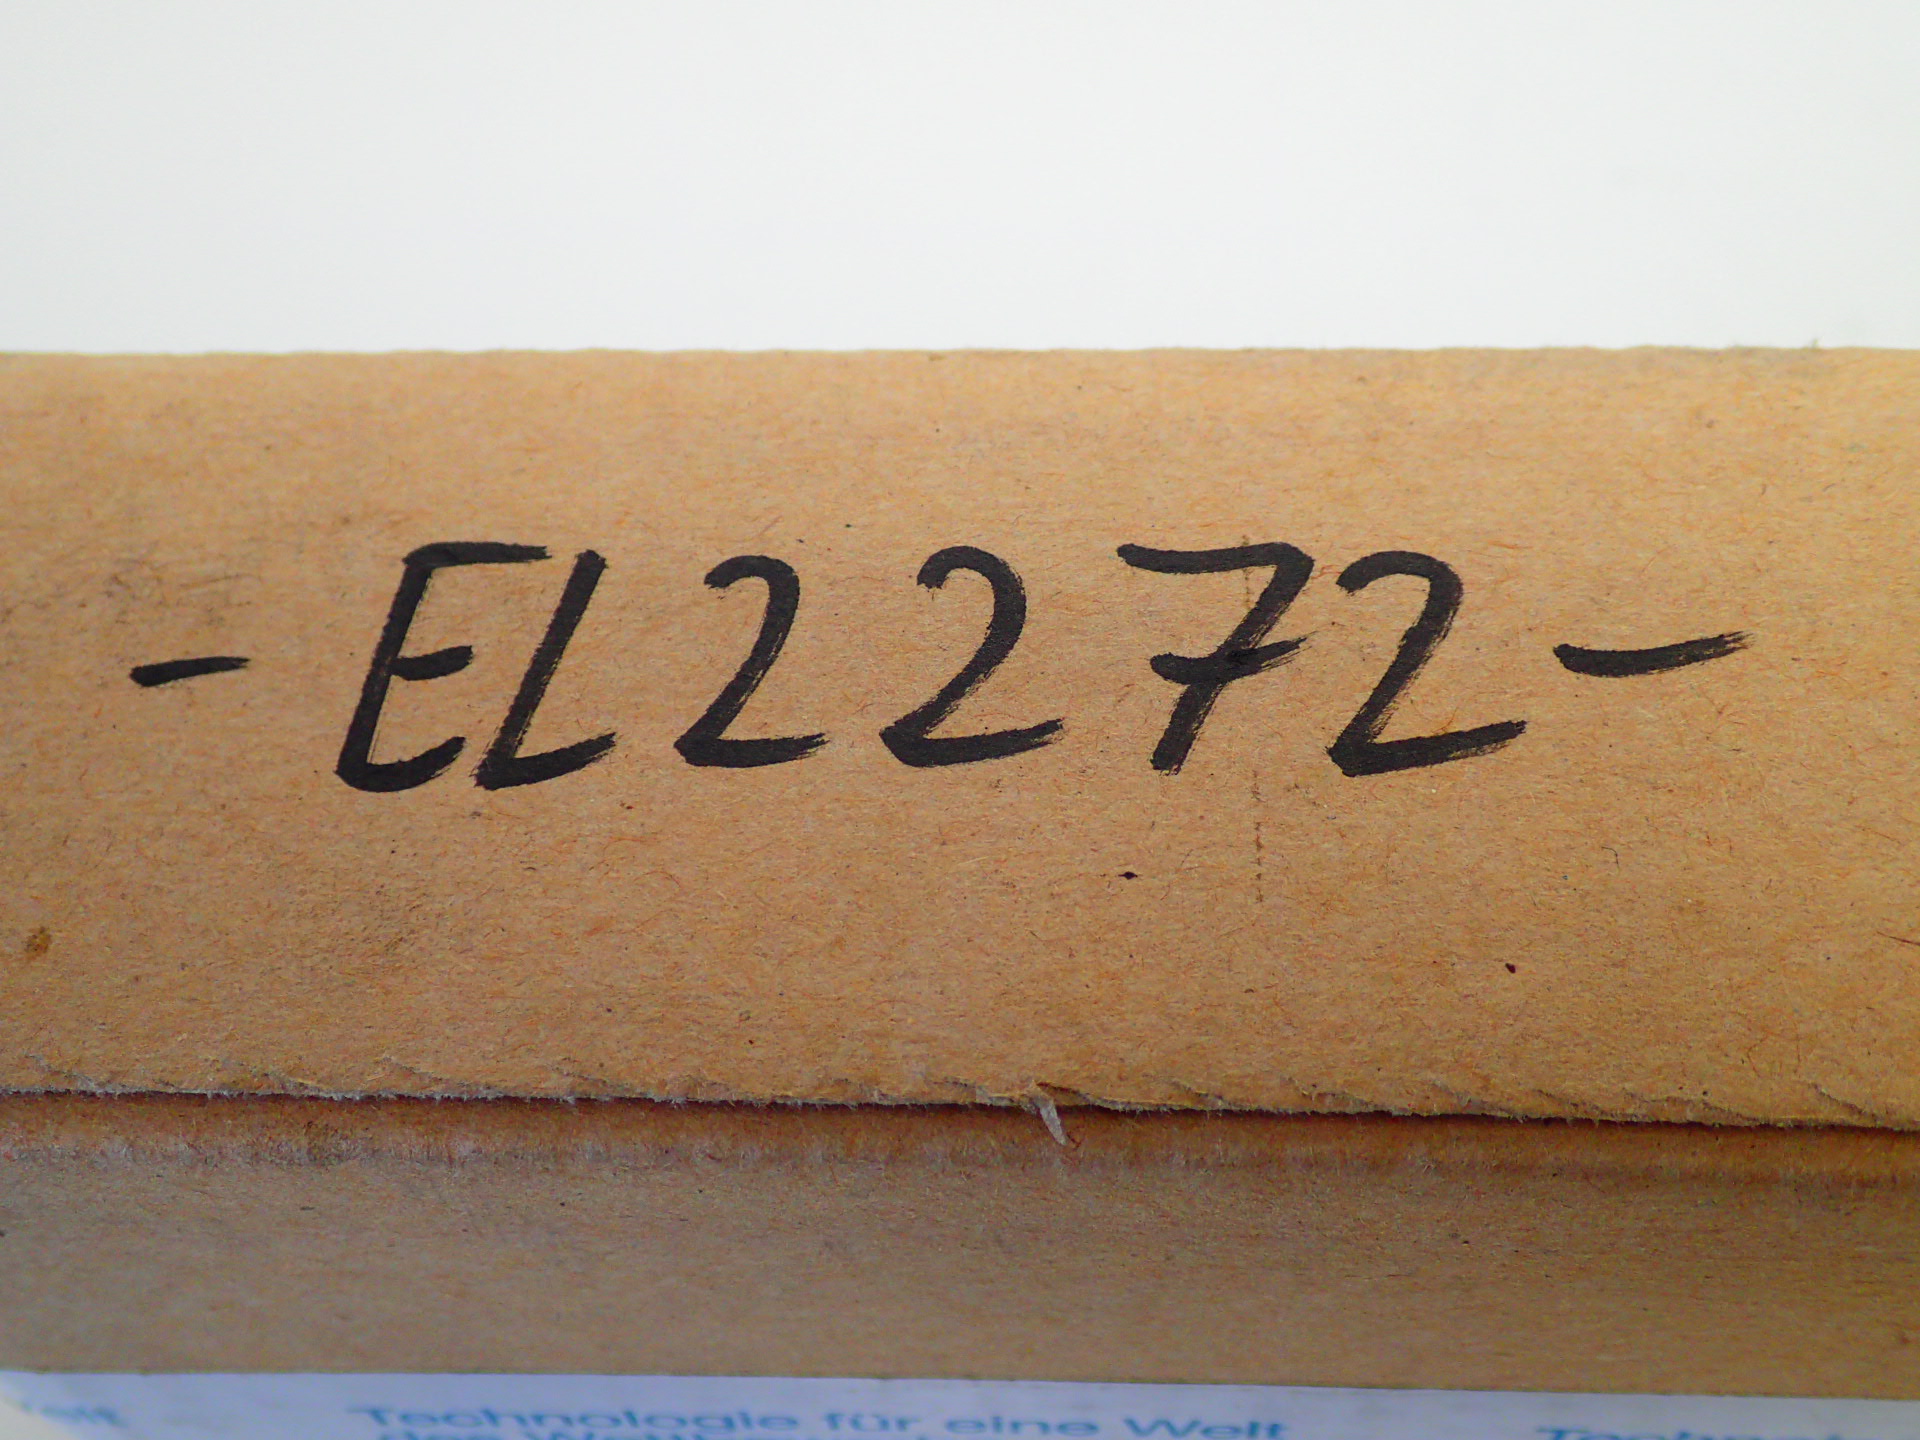 - EL2272 -
Technologie für eine Welt